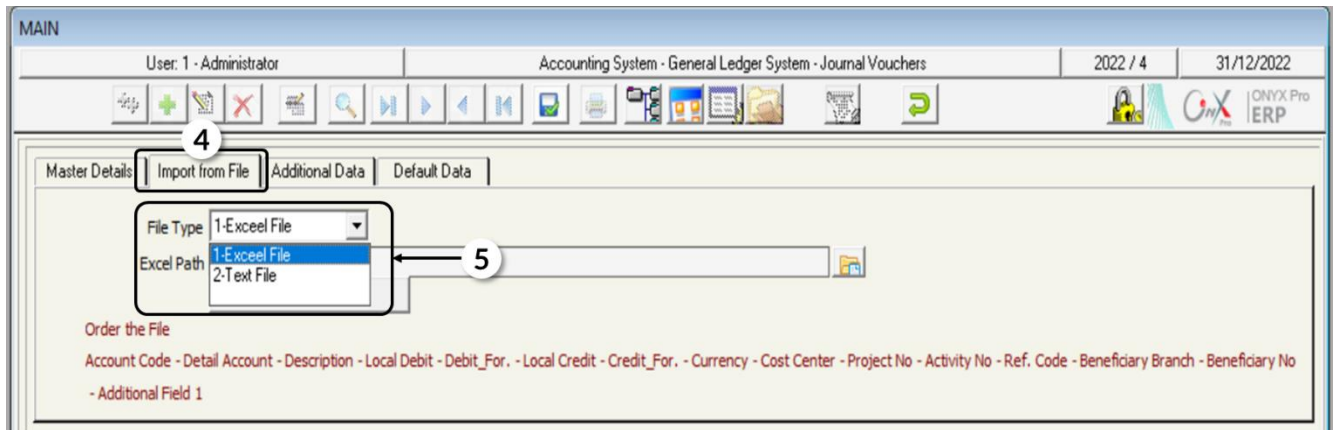 MAIN
User: 1 - Administrator
Accounting System - General Ledger System - Journal Vouchers
2022 / 4
31/12/2022
ONYX Pro
ERP
4
Master Details
Import from File
Additional Data
Default Data
File Type
1-Exceel File
1-Exceel File
2-Text File
Excel Path
5
Order the File
Account Code - Detail Account - Description - Local Debit - Debit_For. - Local Credit - Credit_For. - Currency - Cost Center - Project No - Activity No - Ref. Code - Beneficiary Branch - Beneficiary No
- Additional Field 1